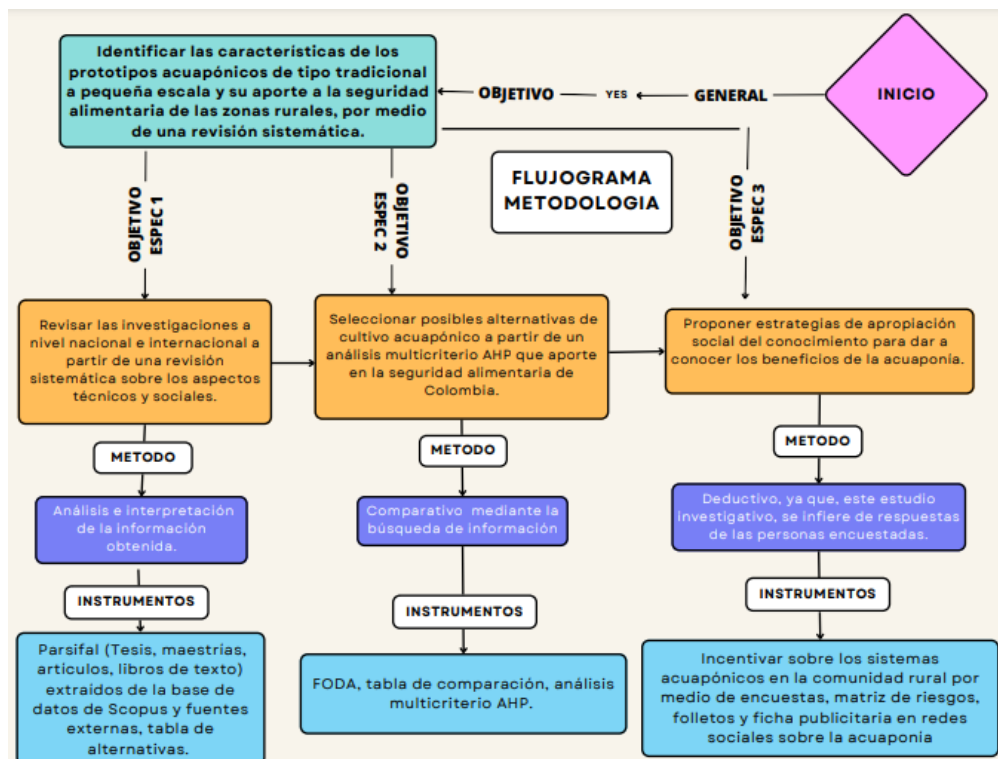 Identificar las características de los
prototipos acuapónicos de tipo tradicional
a pequeña escala y su aporte a la seguridad
alimentaria de las zonas rurales, por medio
de una revisión sistemática.
OBJETIVO
YES
GENERAL
INICIO
FLUJOGRAMA
METODOLOGIA
OBJETIVO
ESPEC 1
OBJETIVO
ESPEC 2
OBJETIVO
ESPEC 3
Revisar las investigaciones a
nivel nacional e internacional a
partir de una revisión
sistemática sobre los aspectos
técnicos y sociales.
Seleccionar posibles alternativas de
cultivo acuapónico a partir de un
análisis multicriterio AHP que aporte
en la seguridad alimentaria de
Colombia.
Proponer estrategias de apropiación
social del conocimiento para dar a
conocer los beneficios de la acuaponía.
METODO
METODO
METODO
Análisis e interpretación
de la información
obtenida.
Comparativo mediante la
búsqueda de información
Deductivo, ya que, este estudio
investigativo, se infiere de respuestas
de las personas encuestadas.
INSTRUMENTOS
INSTRUMENTOS
INSTRUMENTOS
Parsifal (Tesis, maestrías,
artículos, libros de texto)
extraidos de la base de
datos de Scopus y fuentes
externas, tabla de
alternativas.
FODA, tabla de comparación, análisis
multicriterio AHP.
Incentivar sobre los sistemas
acuapónicos en la comunidad rural por
medio de encuestas, matriz de riesgos,
folletos y ficha publicitaria en redes
sociales sobre la acuaponia